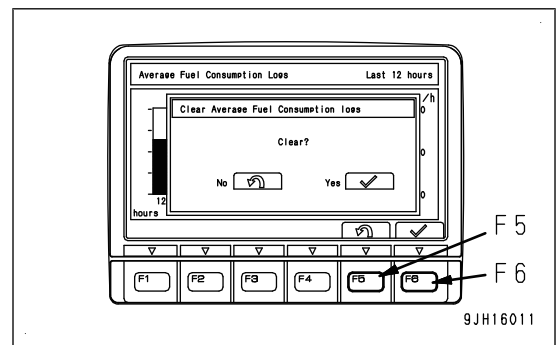 Average Fuel Consumption Logs Last 12 hours
/h
Clear Average Fuel Consumption logs
0
Clear?
0
No Yes
12 0
hours
F5
F1 F2 F3 F4 F5 F6
F6
9JH16011